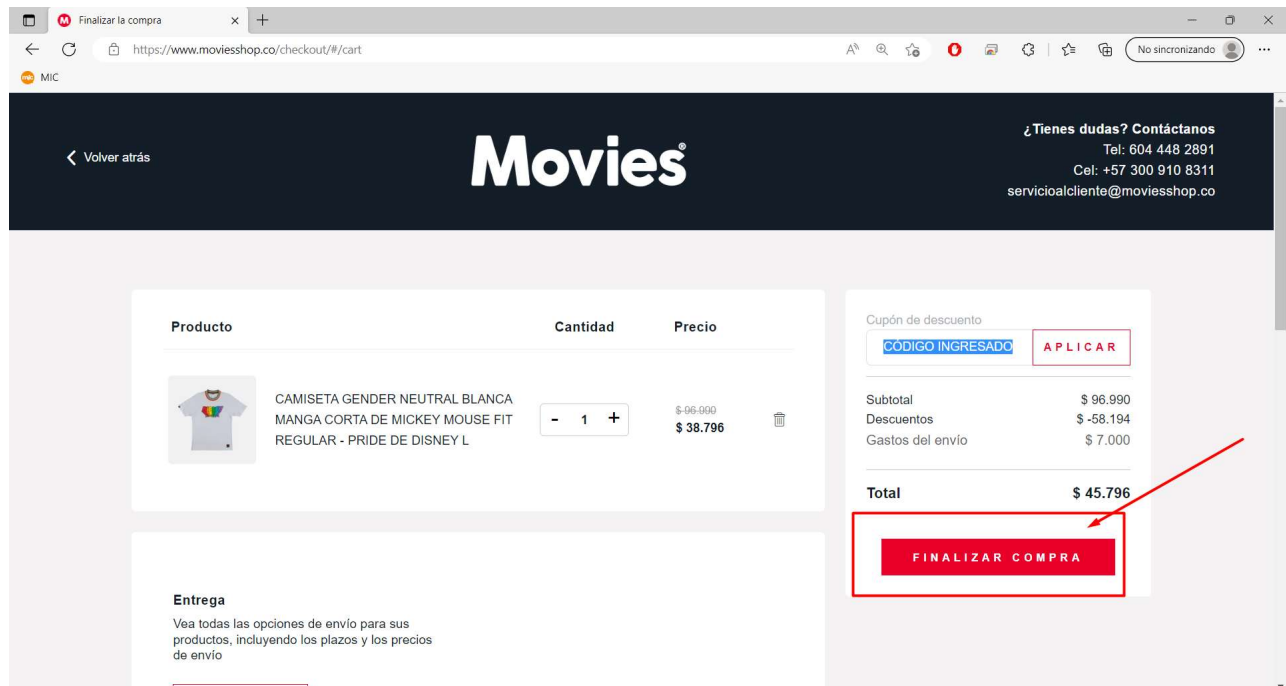 Finalizar la compra
https://www.moviesshop.co/checkout/#/cart
No sincronizando
mic MIC
Volver atrás
Movies®
¿Tienes dudas? Contáctanos
Tel: 604 448 2891
Cel: +57 300 910 8311
servicioalcliente@moviesshop.co
Producto Cantidad Precio
CAMISETA GENDER NEUTRAL BLANCA
MANGA CORTA DE MICKEY MOUSE FIT
REGULAR - PRIDE DE DISNEY L
- 1 +
$ 96.990
$ 38.796
Cupón de descuento
CÓDIGO INGRESADO APLICAR
Subtotal $ 96.990
Descuentos $ -58.194
Gastos del envío $ 7.000
Total $ 45.796
FINALIZAR COMPRA
Entrega
Vea todas las opciones de envío para sus
productos, incluyendo los plazos y los precios
de envío